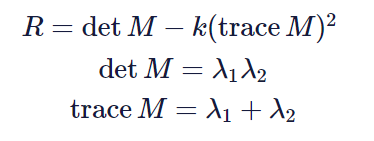 R = det M − k(trace M)²
det M = λ₁λ₂
trace M = λ₁ + λ₂